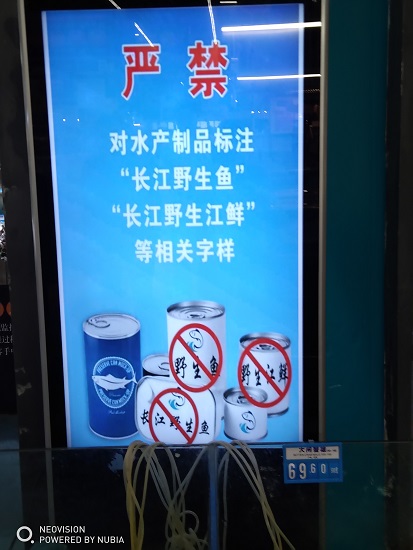 严禁
对水产制品标注
“长江野生鱼”
“长江野生江鲜”
等相关字样
野生鱼
野生江鲜
长江野生鱼
69.60
NEOVISION
POWERED BY NUBIA